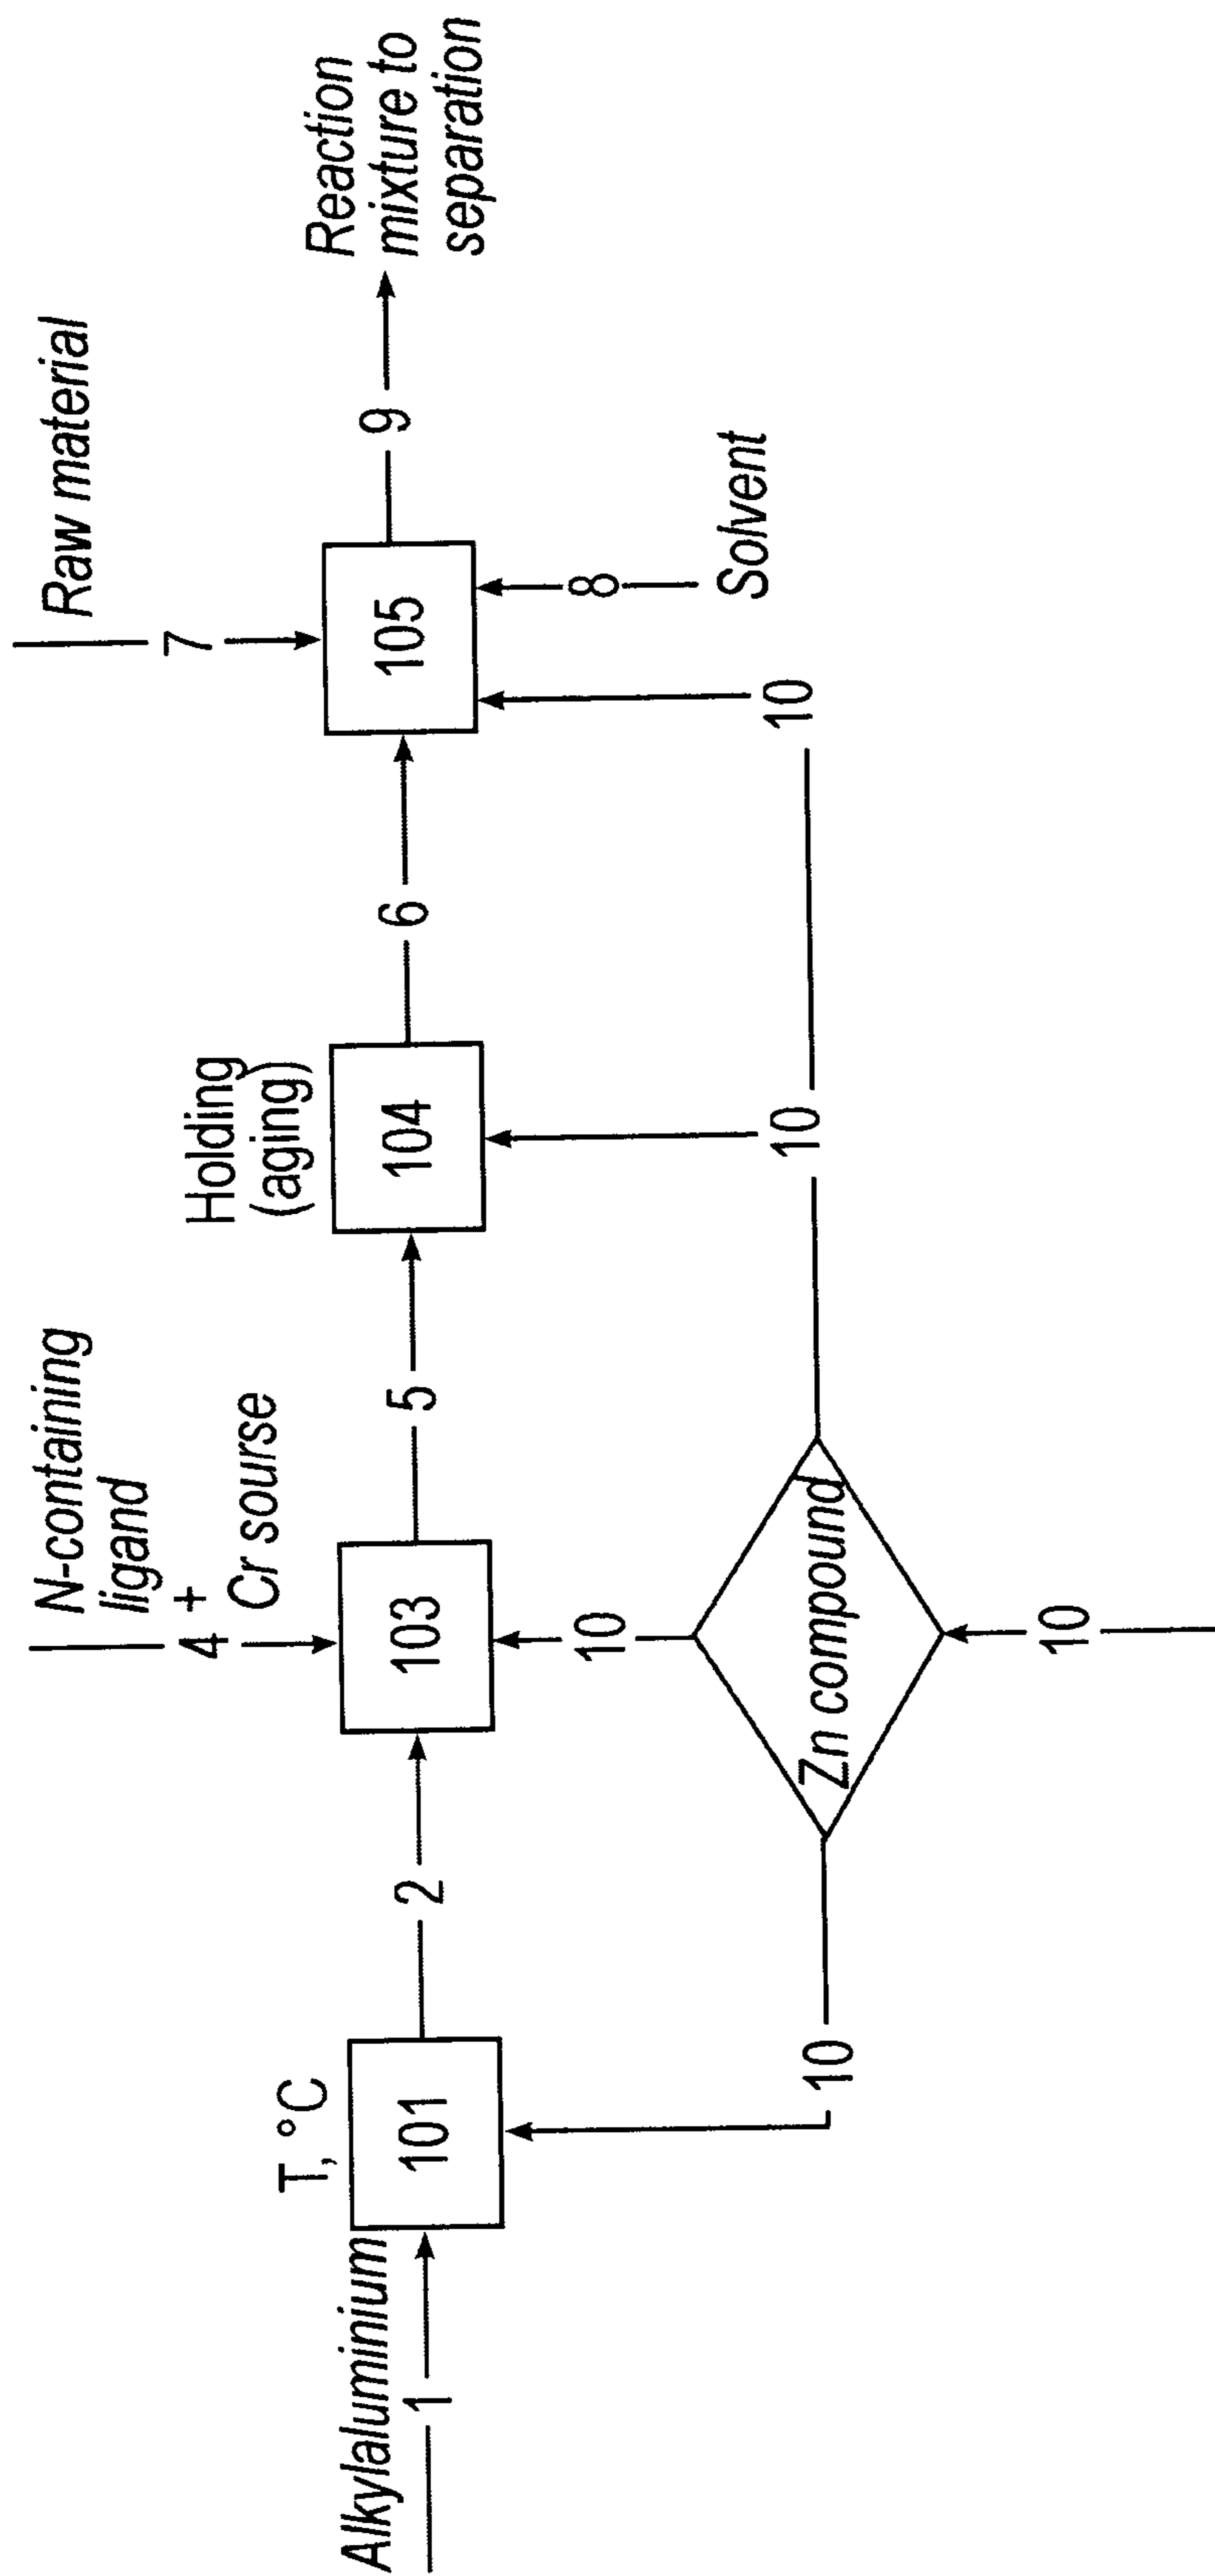 Alkylaluminium
1
T, °C
101
2
N-containing
ligand
4 +
Cr sourse
103
5
Holding
(aging)
104
6
Raw material
7
105
8
Solvent
9
Reaction
mixture to
separation
10
10
10
10
Zn compound
10